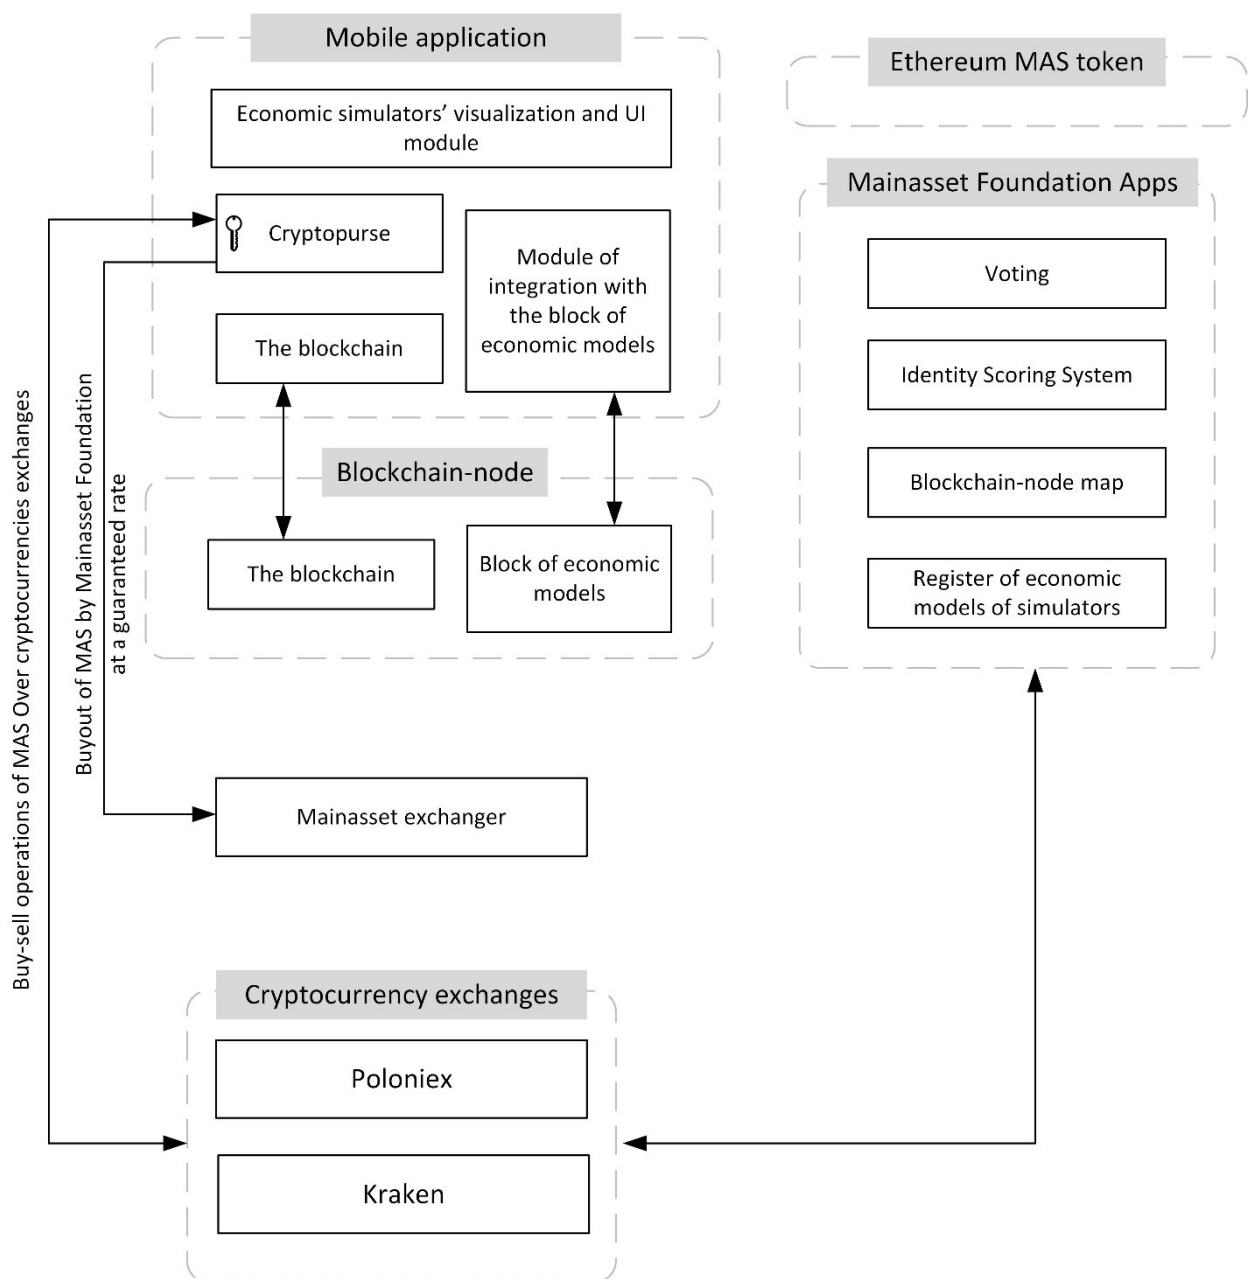 Mobile application
Economic simulators’ visualization and UI
module
Cryptopurse
Module of
integration with
the block of
economic models
The blockchain
Blockchain-node
The blockchain
Block of economic
models
Buy-sell operations of MAS Over cryptocurrencies exchanges
Buyout of MAS by Mainasset Foundation
at a guaranteed rate
Mainasset exchanger
Cryptocurrency exchanges
Poloniex
Kraken
Ethereum MAS token
Mainasset Foundation Apps
Voting
Identity Scoring System
Blockchain-node map
Register of economic
models of simulators